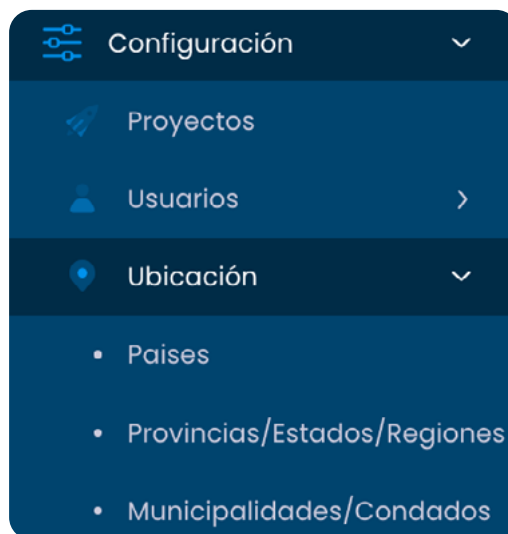 Configuración
Proyectos
Usuarios
Ubicación
Paises
Provincias/Estados/Regiones
Municipalidades/Condados